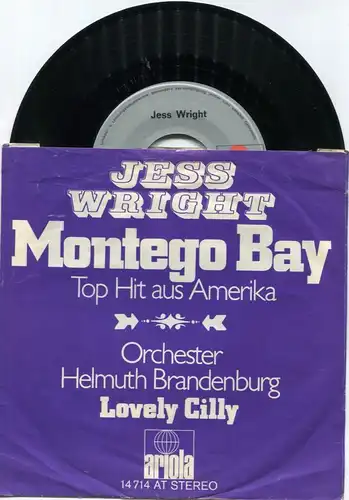 Jess Wright
JESS
WRIGHT
Montego Bay
Top Hit aus Amerika
Orchester
Helmuth Brandenburg
Lovely Cilly
ariola
14 714 AT STEREO